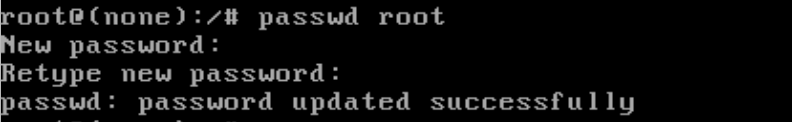 root@(none):/# passwd root
New password:
Retype new password:
passwd: password updated successfully